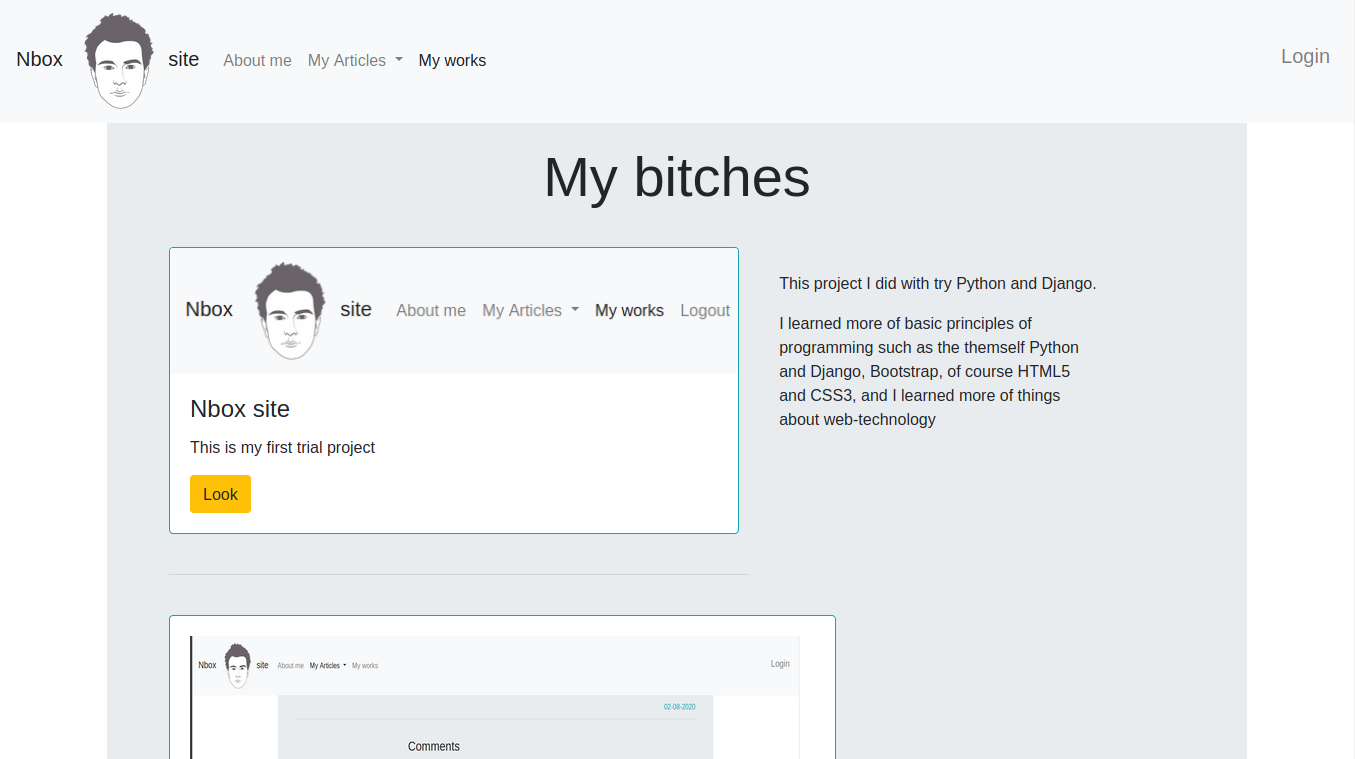 Nbox site About me My Articles My works Login
My bitches
Nbox site About me My Articles My works Logout
Nbox site
This is my first trial project
Look
This project I did with try Python and Django.
I learned more of basic principles of
programming such as the themself Python
and Django, Bootstrap, of course HTML5
and CSS3, and I learned more of things
about web-technology
Nbox site About me My Articles My works Login
02-08-2020
Comments